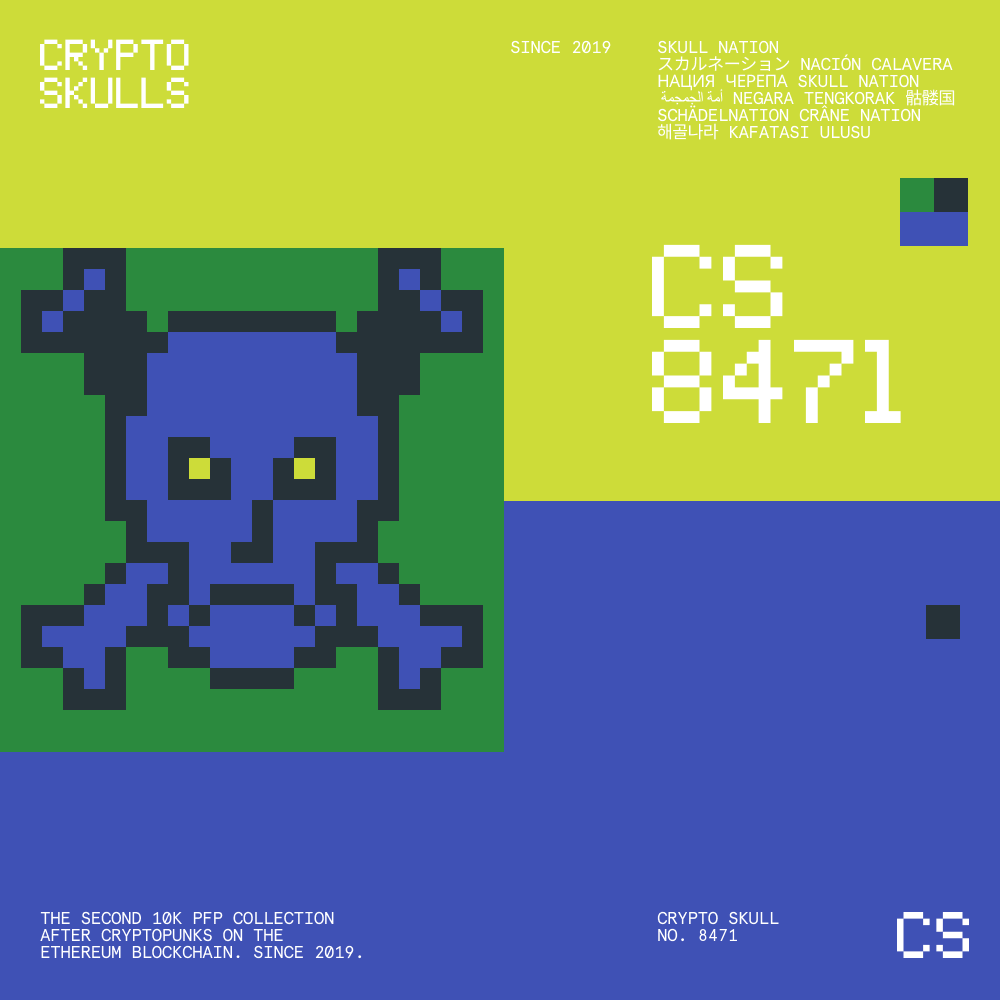 CRYPTO
SKULLS
SINCE 2019
SKULL NATION
スカルネーション NACIÓN CALAVERA
НАЦИЯ ЧЕРЕПА SKULL NATION
أمة الجمجمة NEGARA TENGKORAK 骷髅国
SCHÄDELNATION CRÂNE NATION
해골나라 KAFATASI ULUSU
CS
8471
THE SECOND 10K PFP COLLECTION
AFTER CRYPTOPUNKS ON THE
ETHEREUM BLOCKCHAIN. SINCE 2019.
CRYPTO SKULL
NO. 8471
CS